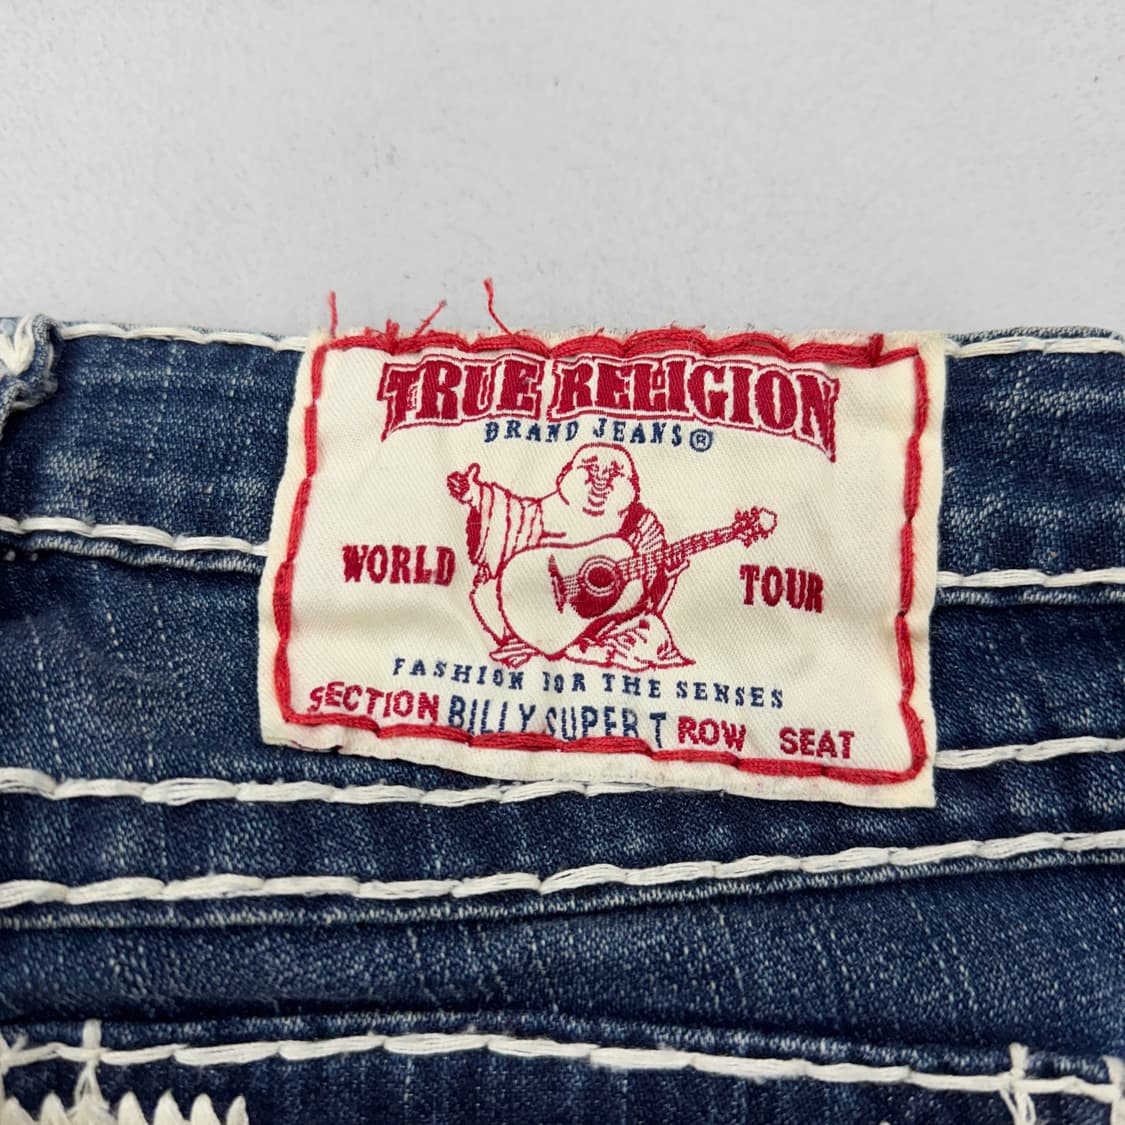 TRUE RELIGION
BRAND JEANS®
WORLD TOUR
FASHION FOR THE SENSES
SECTION BILLY SUPER T ROW SEAT